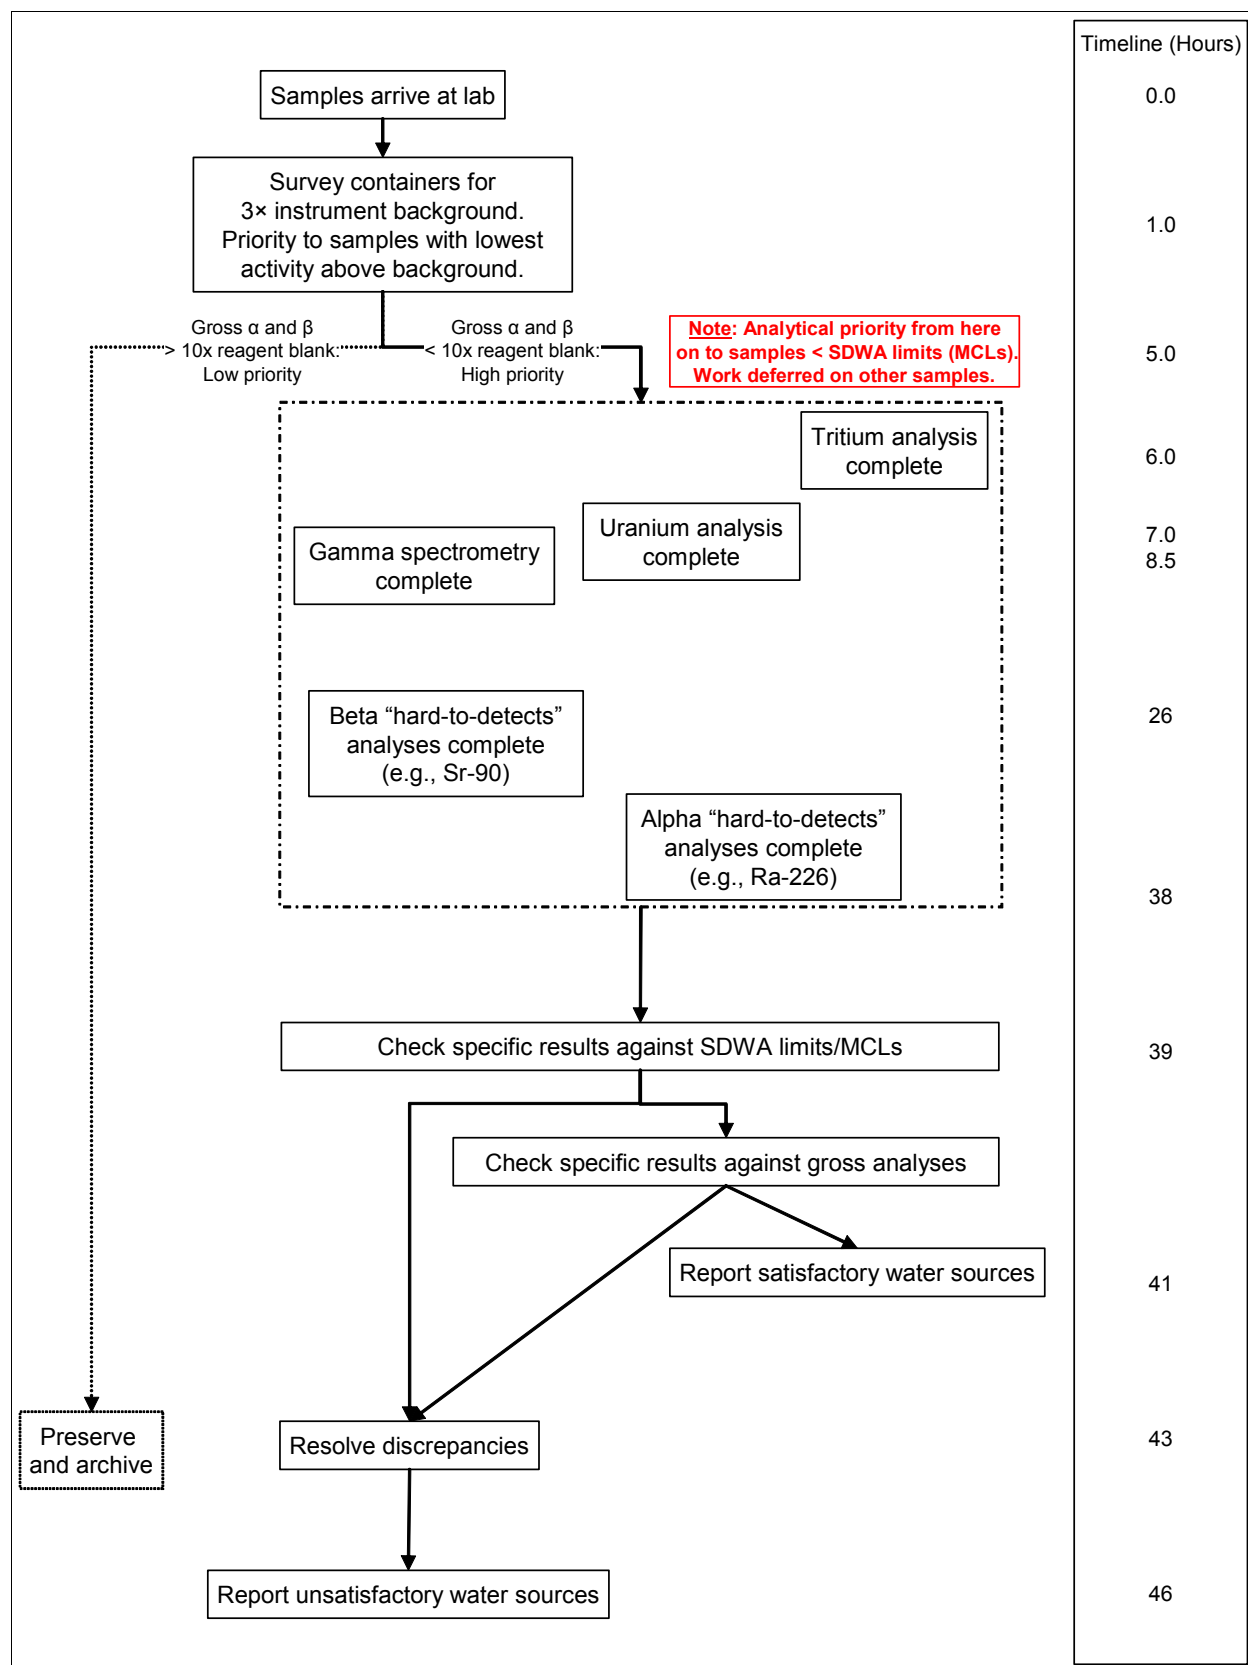 Timeline (Hours)
Samples arrive at lab
0.0
Survey containers for
3× instrument background.
Priority to samples with lowest
activity above background.
1.0
Gross α and β
> 10x reagent blank:
Low priority
Gross α and β
< 10x reagent blank:
High priority
Note: Analytical priority from here
on to samples < SDWA limits (MCLs).
Work deferred on other samples.
5.0
Tritium analysis
complete
6.0
Uranium analysis
complete
7.0
Gamma spectrometry
complete
8.5
Beta “hard-to-detects”
analyses complete
(e.g., Sr-90)
26
Alpha “hard-to-detects”
analyses complete
(e.g., Ra-226)
38
Check specific results against SDWA limits/MCLs
39
Check specific results against gross analyses
Report satisfactory water sources
41
Preserve
and archive
Resolve discrepancies
43
Report unsatisfactory water sources
46